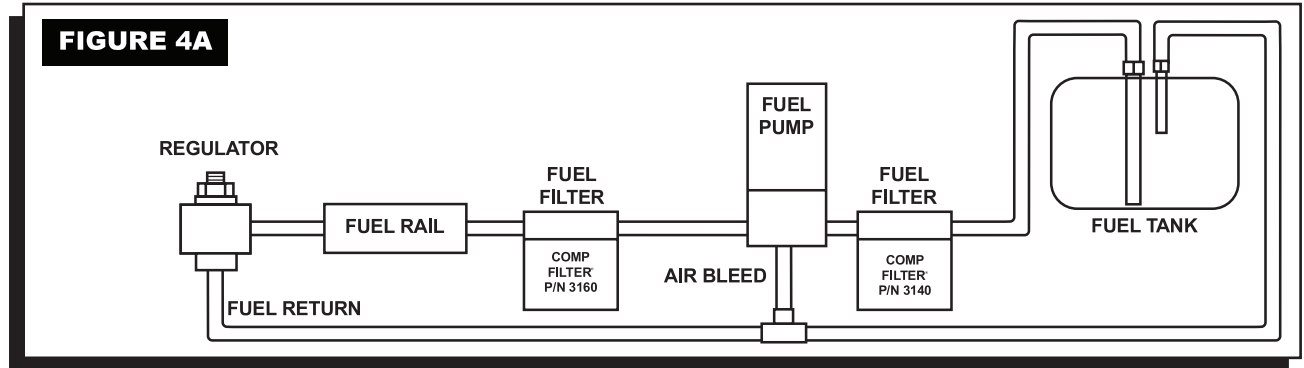 FIGURE 4A
REGULATOR
FUEL RAIL
FUEL
FILTER
COMP
FILTER®
P/N 3160
FUEL
PUMP
AIR BLEED
FUEL
FILTER
COMP
FILTER®
P/N 3140
FUEL TANK
FUEL RETURN